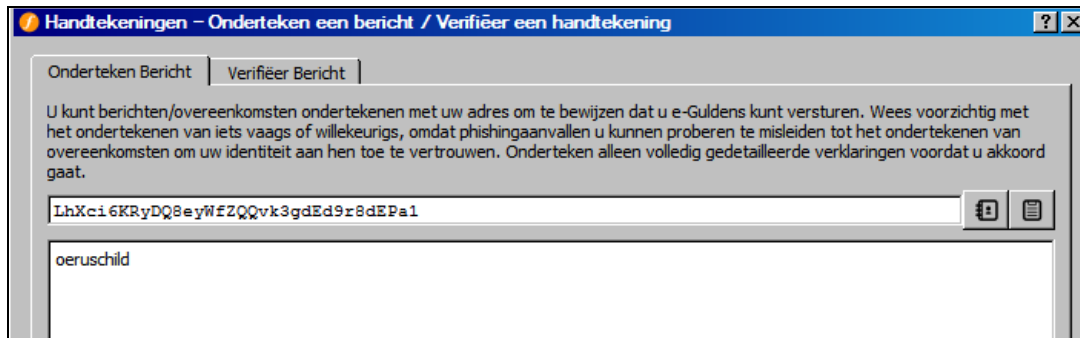 Handtekeningen – Onderteken een bericht / Verifiëer een handtekening
Onderteken Bericht Verifiëer Bericht
U kunt berichten/overeenkomsten ondertekenen met uw adres om te bewijzen dat u e-Guldens kunt versturen. Wees voorzichtig met
het ondertekenen van iets vaags of willekeurigs, omdat phishingaanvallen u kunnen proberen te misleiden tot het ondertekenen van
overeenkomsten om uw identiteit aan hen toe te vertrouwen. Onderteken alleen volledig gedetailleerde verklaringen voordat u akkoord
gaat.
LhXci6KRyDQ8eyWfZQQvk3gdEd9r8dEPa1
oeruschild